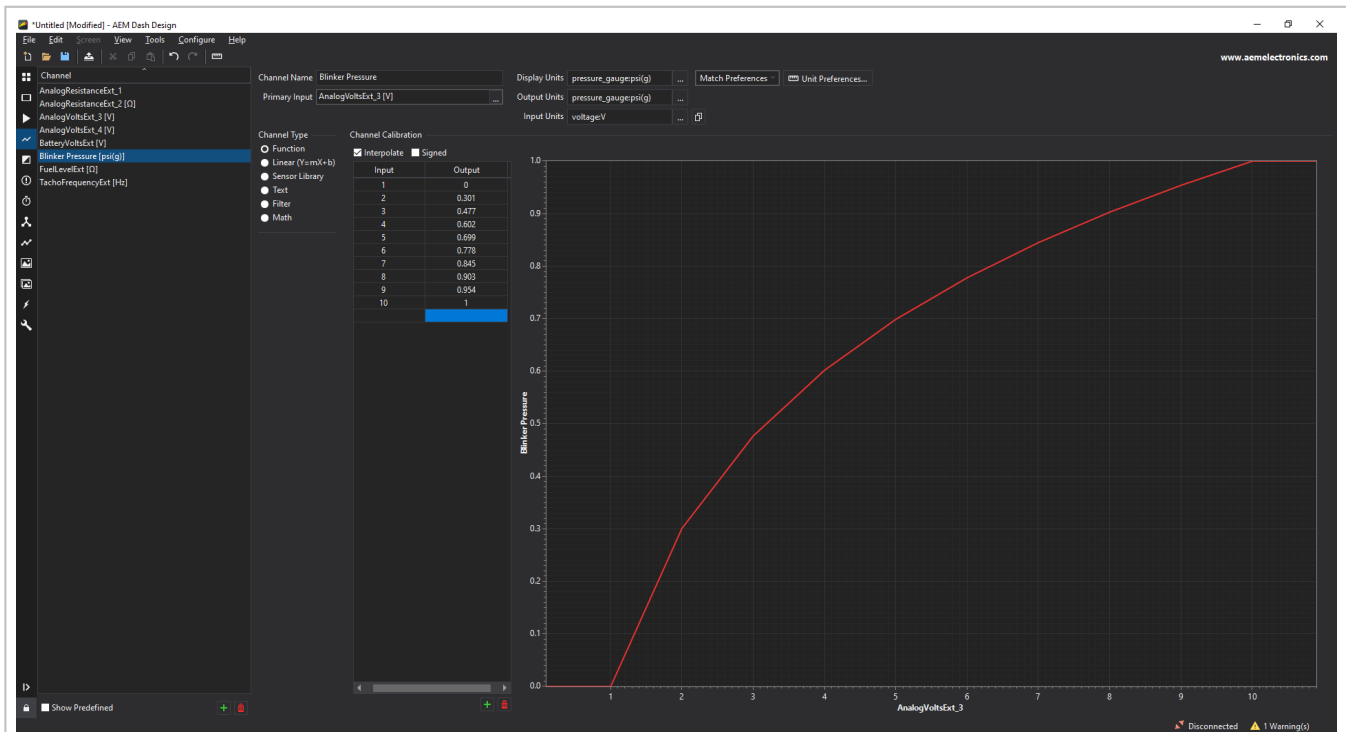 *Untitled [Modified] - AEM Dash Design
File Edit Screen View Tools Configure Help
www.aemelectronics.com
Channel
AnalogResistanceExt_1
AnalogResistanceExt_2 [Ω]
AnalogVoltsExt_3 [V]
AnalogVoltsExt_4 [V]
BatteryVoltsExt [V]
Blinker Pressure [psi(g)]
FuelLevelExt [Ω]
TachoFrequencyExt [Hz]
Show Predefined
Channel Name Blinker Pressure
Primary Input AnalogVoltsExt_3 [V] ...
Display Units pressure_gauge:psi(g) ... Match Preferences Unit Preferences...
Output Units pressure_gauge:psi(g) ...
Input Units voltage:V ...
Channel Type
Function
Linear (Y=mX+b)
Sensor Library
Text
Filter
Math
Channel Calibration
Interpolate Signed
Input Output
1 0
2 0.301
3 0.477
4 0.602
5 0.699
6 0.778
7 0.845
8 0.903
9 0.954
10 1
1.0
0.9
0.8
0.7
0.6
0.5
0.4
0.3
0.2
0.1
0.0
Blinker Pressure
1 2 3 4 5 6 7 8 9 10
AnalogVoltsExt_3
Disconnected 1 Warning(s)